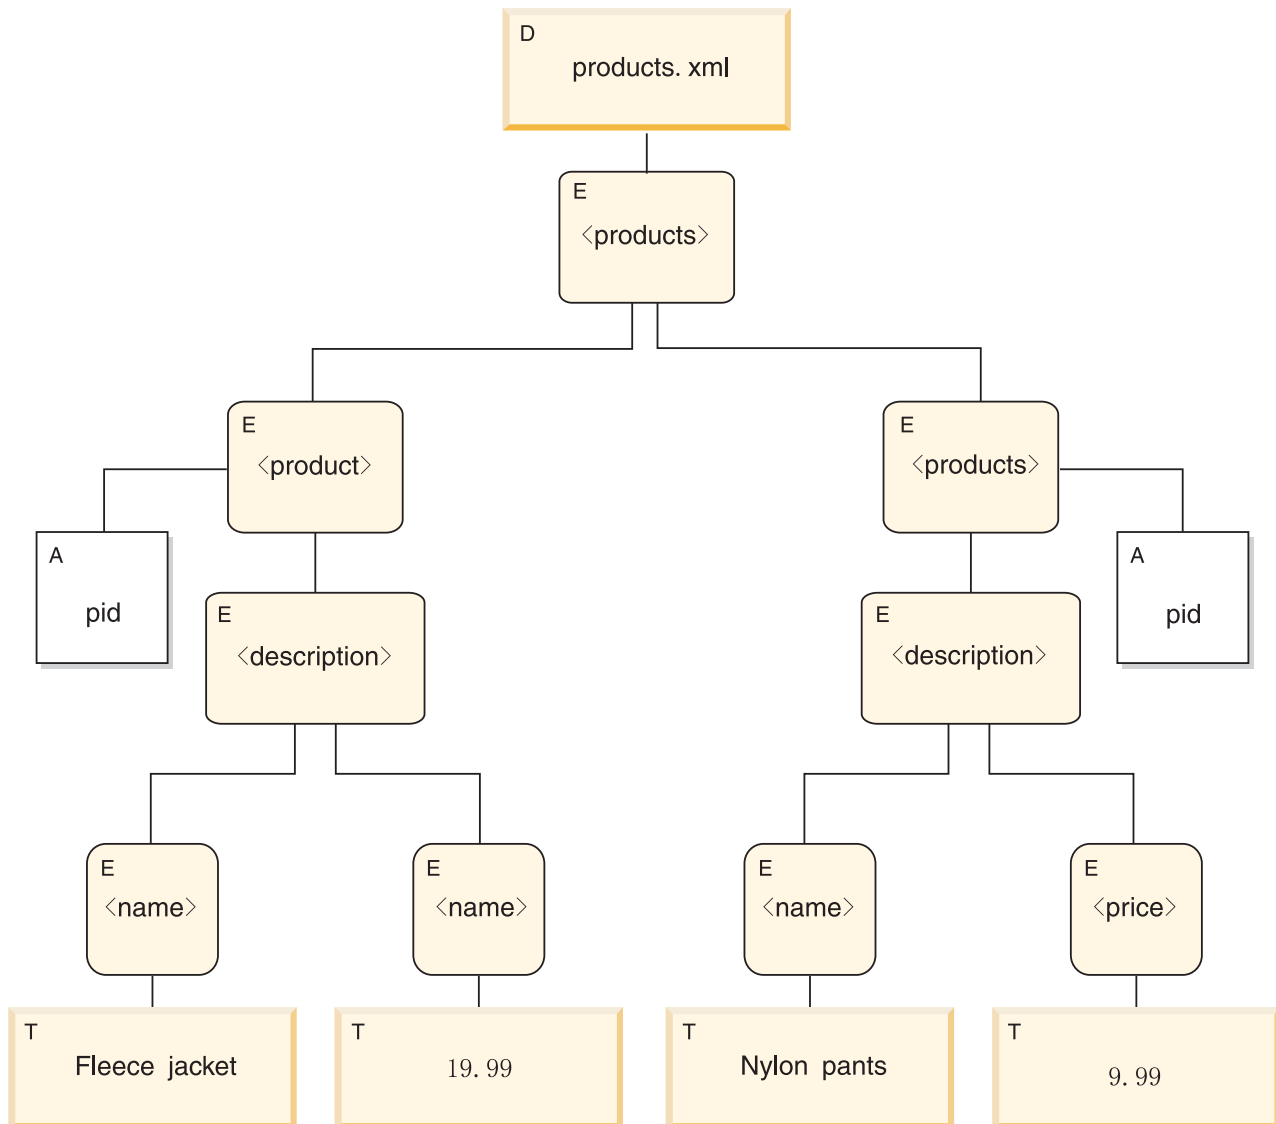 D
products. xml
E
<products>
E
<product>
E
<products>
A
pid
A
pid
E
<description>
E
<description>
E
<name>
E
<name>
E
<name>
E
<price>
T
Fleece jacket
T
19. 99
T
Nylon pants
T
9. 99